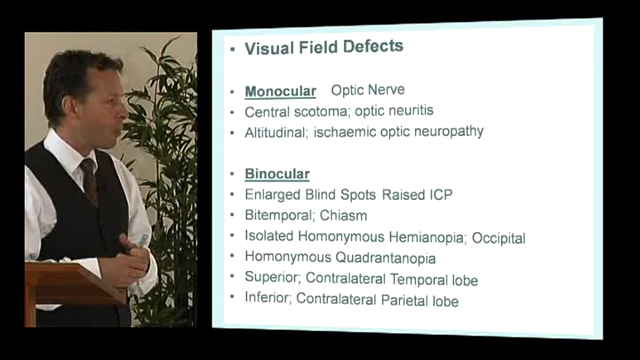 • Visual Field Defects
• Monocular Optic Nerve
• Central scotoma; optic neuritis
• Altitudinal; ischaemic optic neuropathy
• Binocular
• Enlarged Blind Spots Raised ICP
• Bitemporal; Chiasm
• Isolated Homonymous Hemianopia; Occipital
• Homonymous Quadrantanopia
• Superior; Contralateral Temporal lobe
• Inferior; Contralateral Parietal lobe